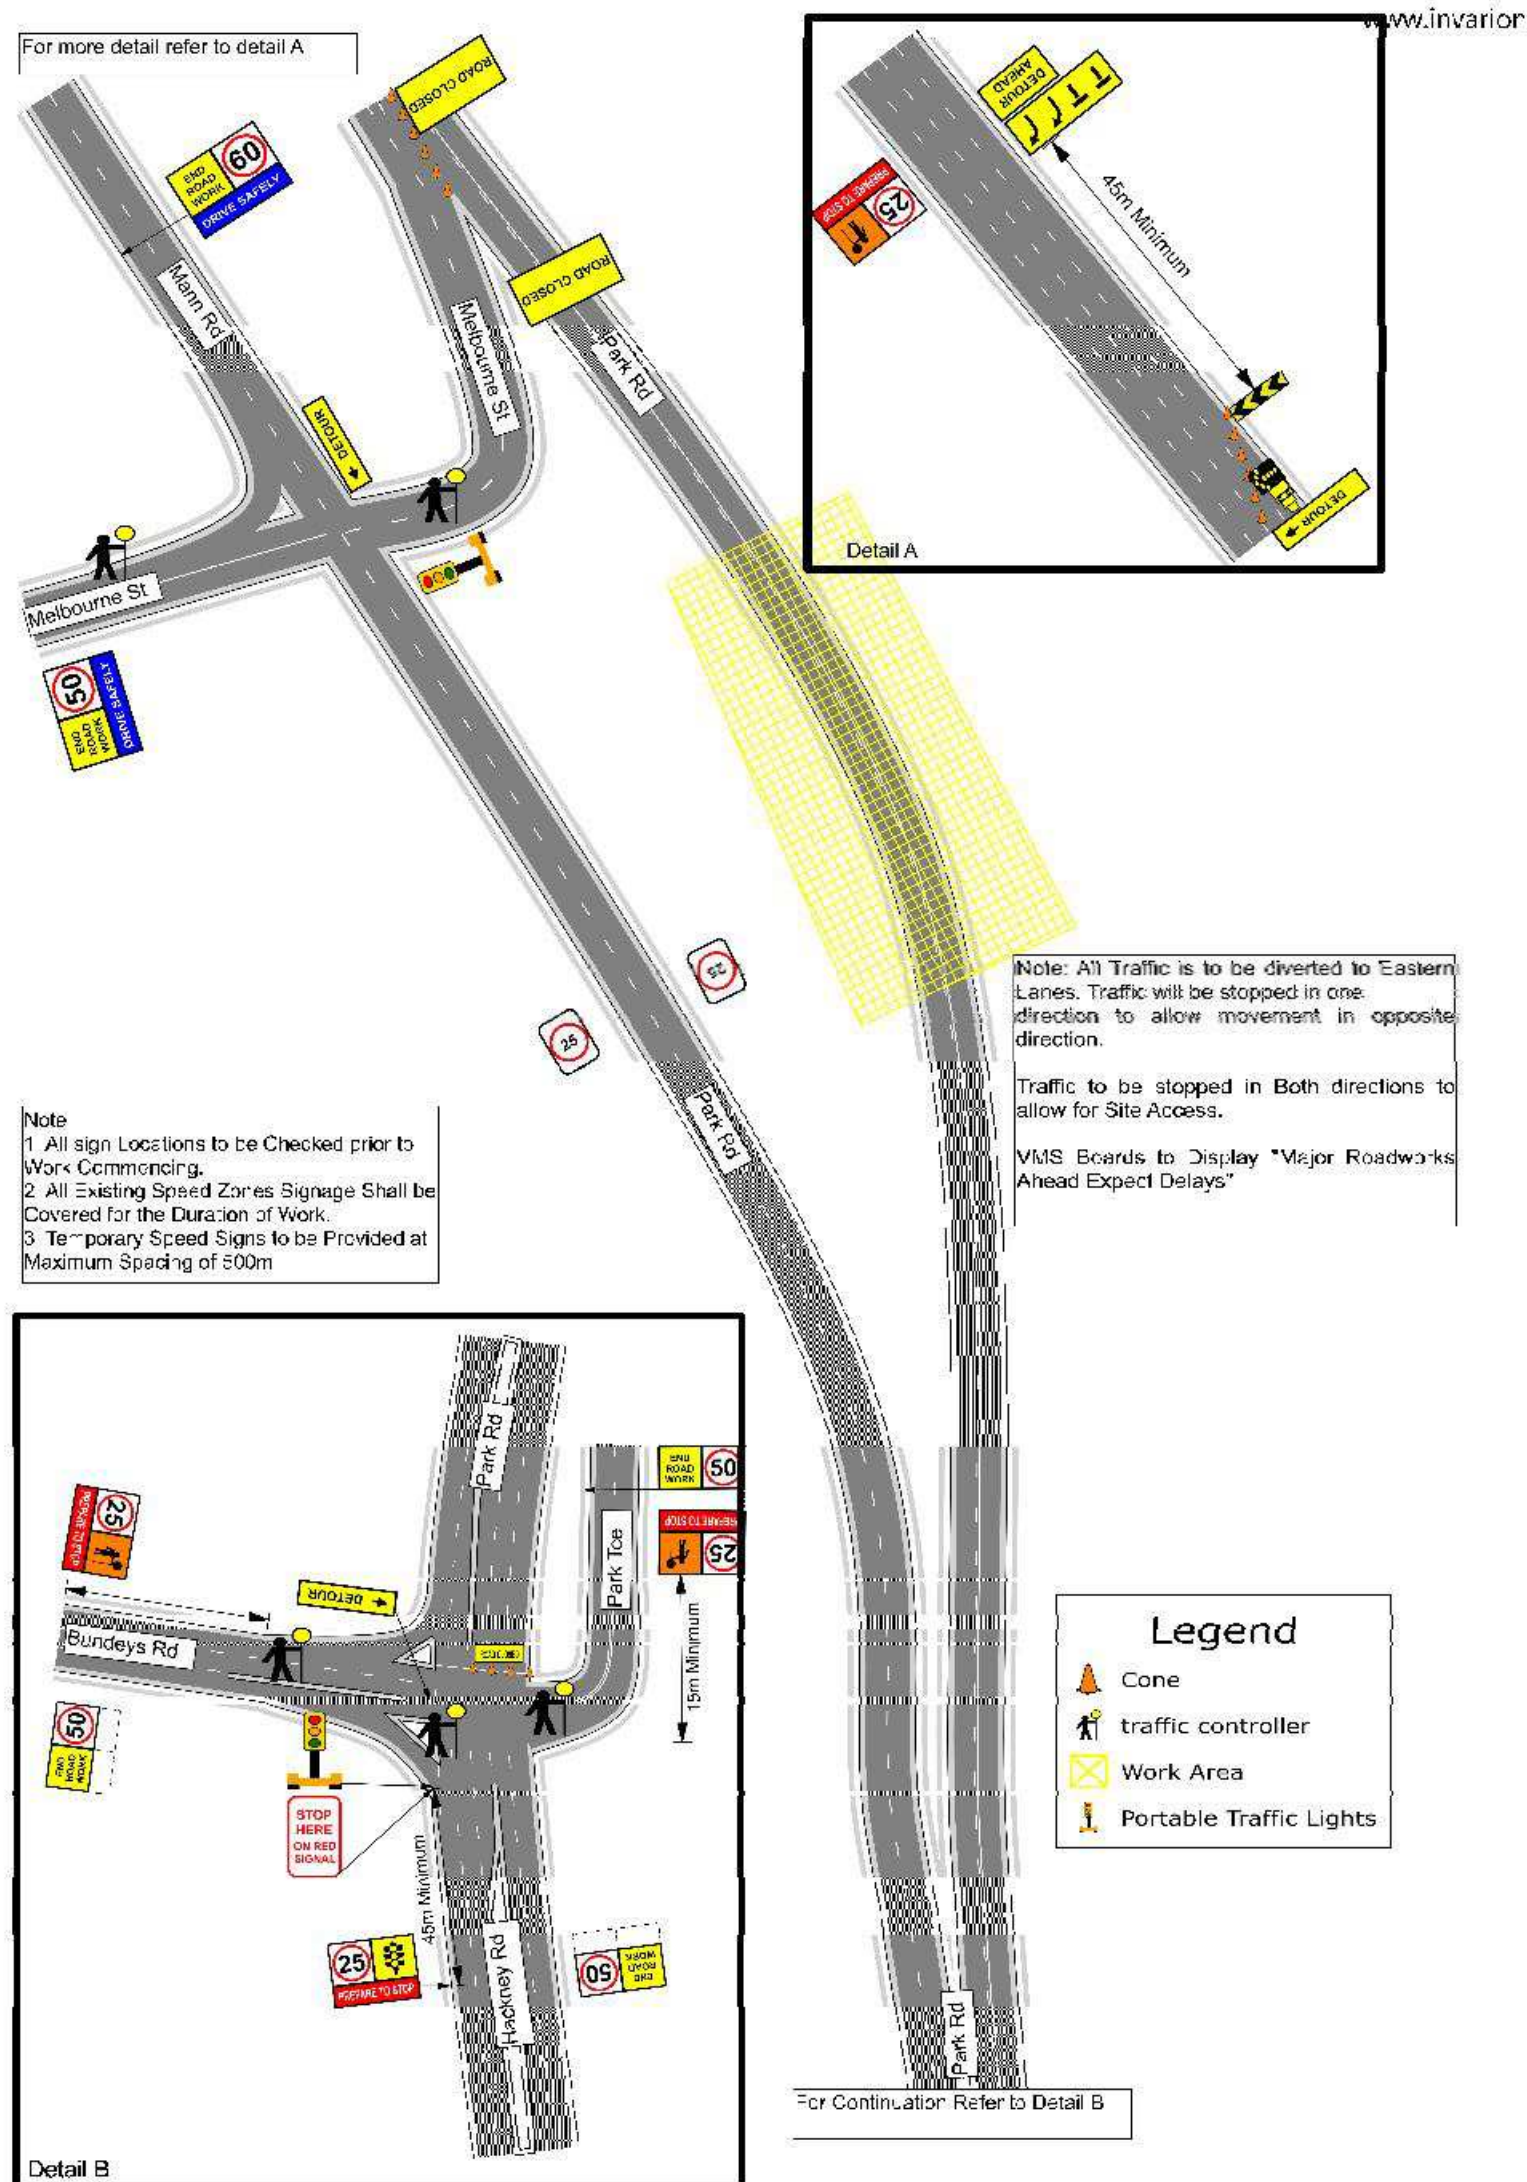 www.invarion
For more detail refer to detail A
ROAD CLOSED
END
ROAD
WORK
60
DRIVE SAFELY
Mann Rd
ROAD CLOSED
Melbourne St
Park Rd
DETOUR
Melbourne St
50
END
ROAD
WORK
DRIVE SAFELY
DETOUR
AHEAD
PREPARE TO STOP
25
45m Minimum
DETOUR
Detail A
25
25
Park Rd
Note: All Traffic is to be diverted to Eastern
Lanes. Traffic will be stopped in one
direction to allow movement in opposite
direction.
Traffic to be stopped in Both directions to
allow for Site Access.
VMS Boards to Display "Major Roadworks
Ahead Expect Delays"
Note
1 All sign Locations to be Checked prior to
Work Commencing.
2 All Existing Speed Zones Signage Shall be
Covered for the Duration of Work.
3 Temporary Speed Signs to be Provided at
Maximum Spacing of 500m
Park Rd
END
ROAD
WORK
50
PREPARE TO STOP
25
PREPARE TO STOP
25
Park Tce
DETOUR
Bundeys Rd
15m Minimum
50
END
ROAD
WORK
STOP
HERE
ON RED
SIGNAL
45m Minimum
25
PREPARE TO STOP
Hackney Rd
50
END
ROAD
WORK
Detail B
Legend
Cone
traffic controller
Work Area
Portable Traffic Lights
Park Rd
For Continuation Refer to Detail B